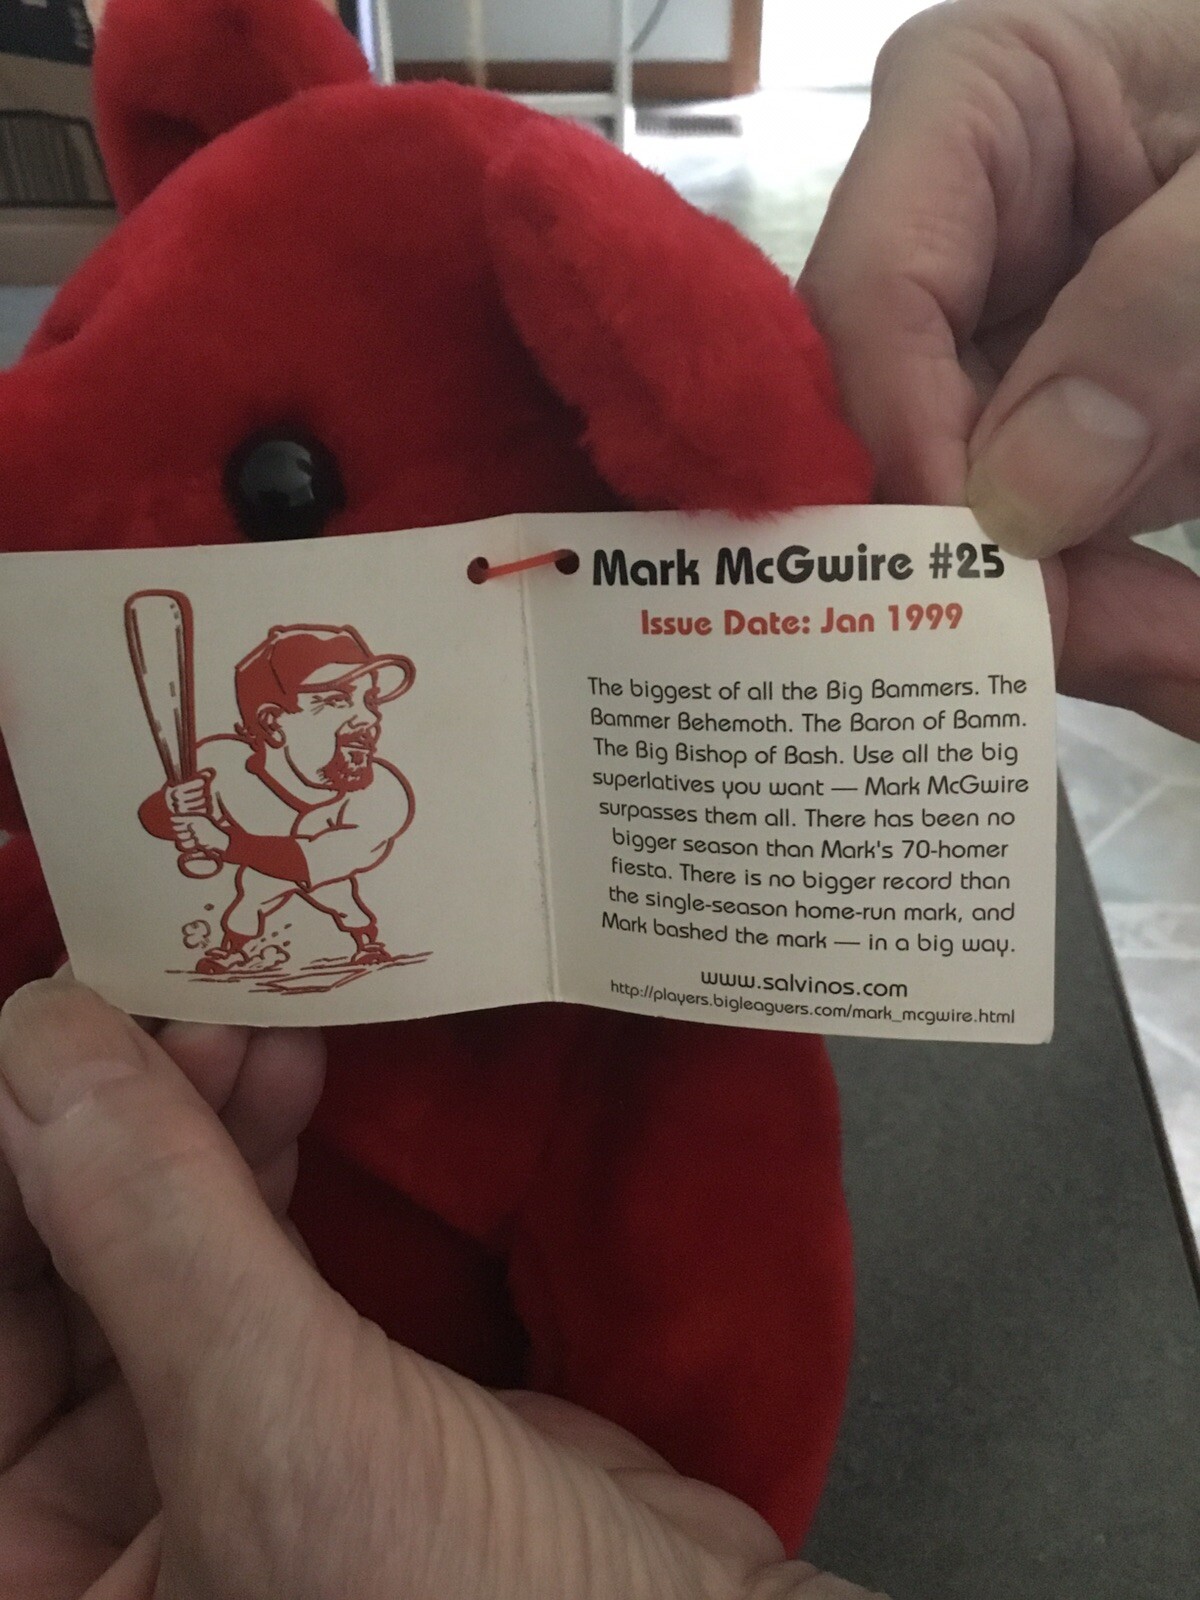 Mark McGwire #25
Issue Date: Jan 1999
The biggest of all the Big Bammers. The
Bammer Behemoth. The Baron of Bamm.
The Big Bishop of Bash. Use all the big
superlatives you want — Mark McGwire
surpasses them all. There has been no
bigger season than Mark's 70-homer
fiesta. There is no bigger record than
the single-season home-run mark, and
Mark bashed the mark — in a big way.
www.salvinos.com
http://players.bigleaguers.com/mark_mcgwire.html